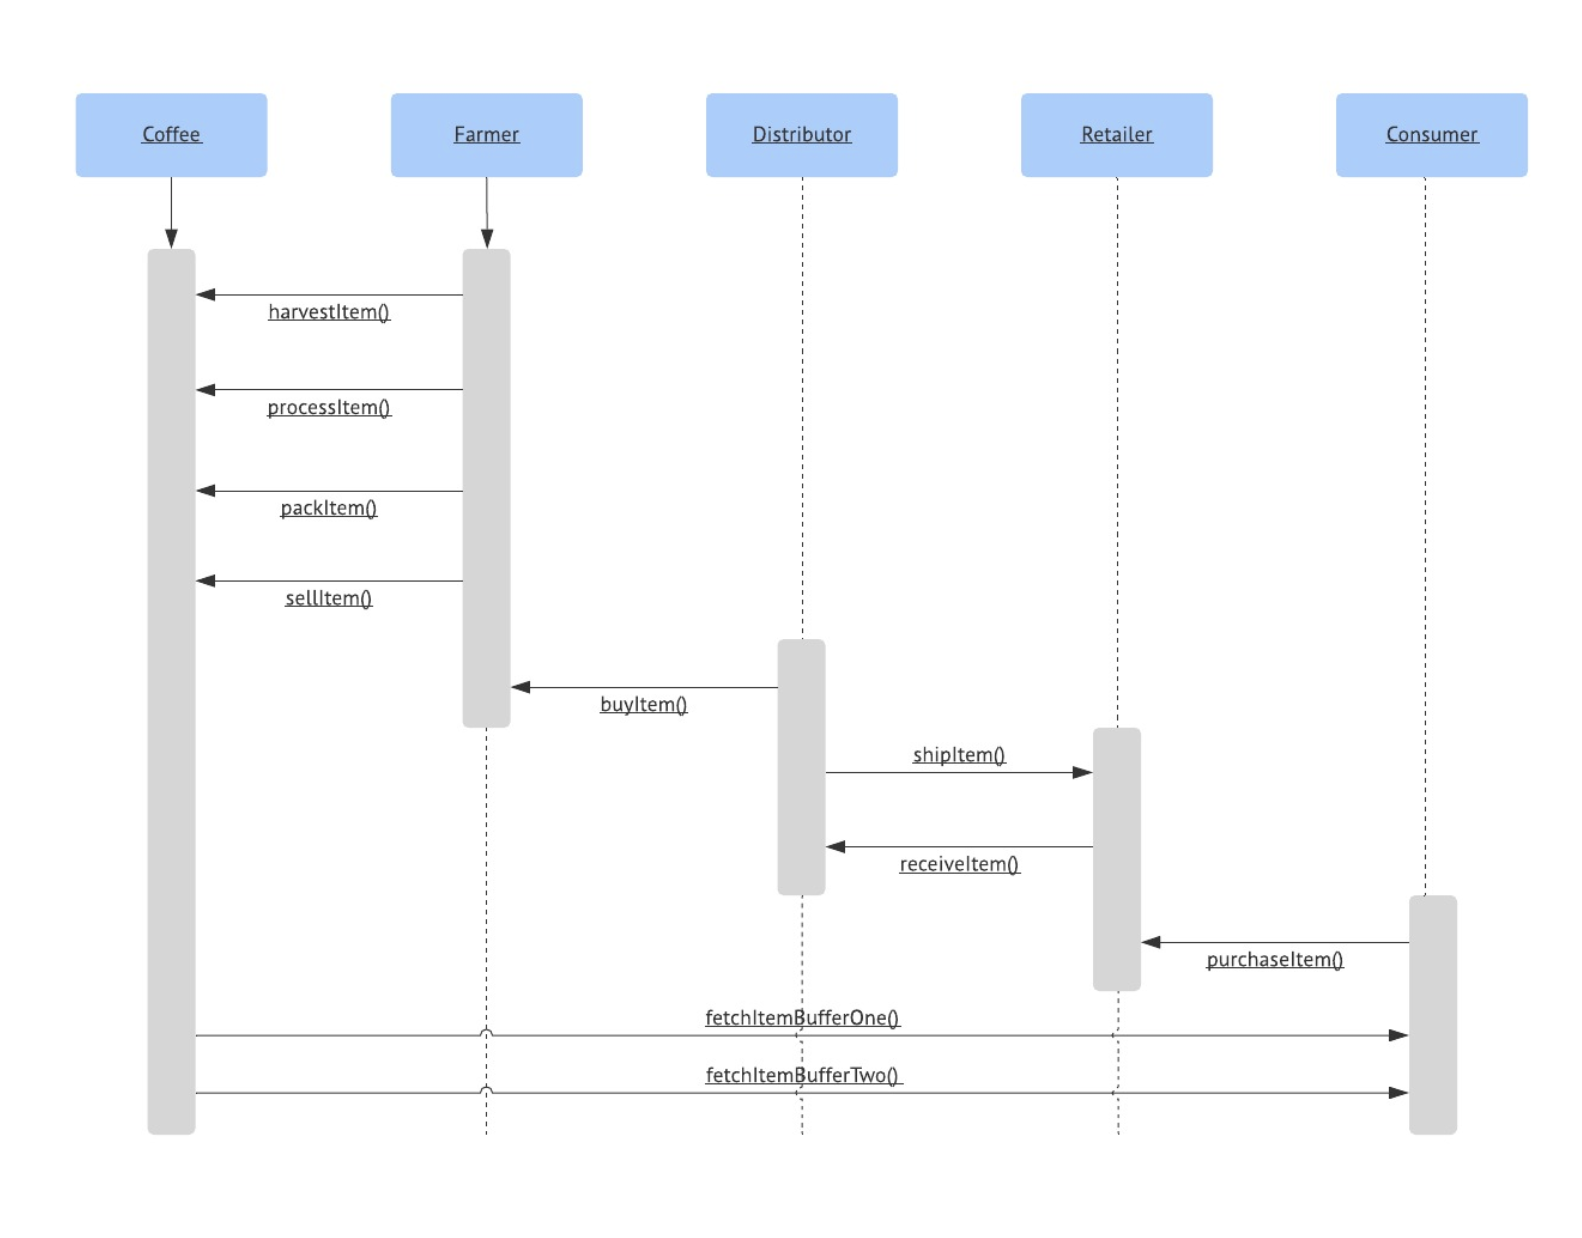 Coffee
Farmer
Distributor
Retailer
Consumer
harvestItem()
processItem()
packItem()
sellItem()
buyItem()
shipItem()
receiveItem()
purchaseItem()
fetchItemBufferOne()
fetchItemBufferTwo()